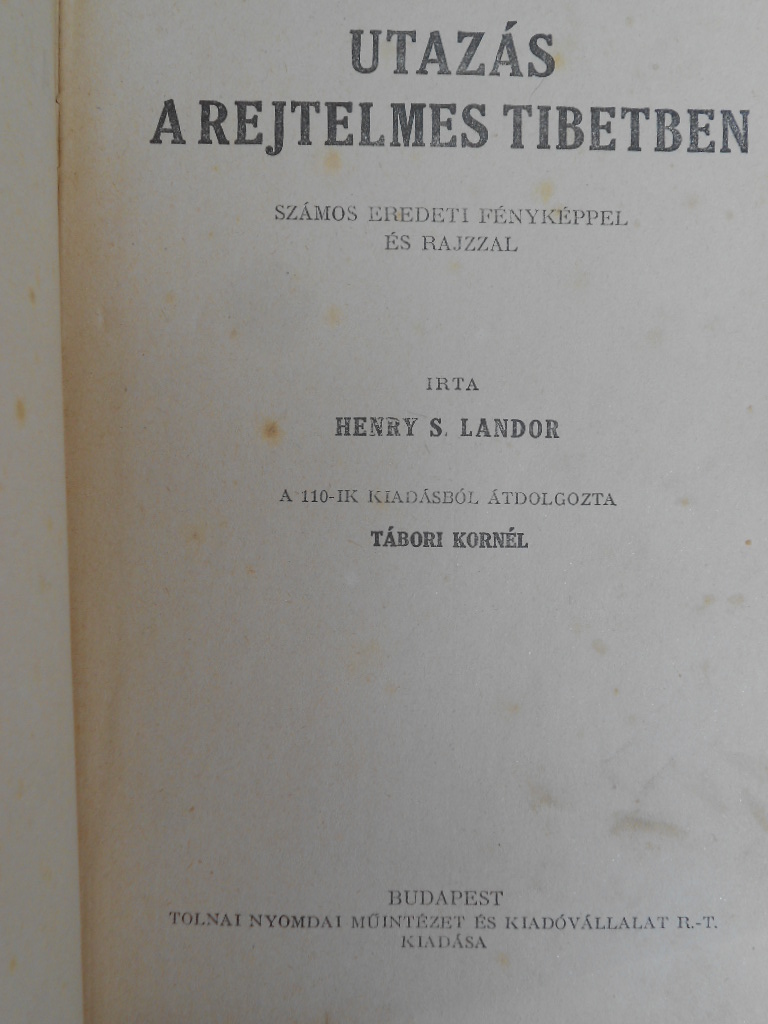 UTAZÁS
A REJTELMES TIBETBEN
SZÁMOS EREDETI FÉNYKÉPPEL
ÉS RAJZZAL
IRTA
HENRY S. LANDOR
A 110-IK KIADÁSBÓL ÁTDOLGOZTA
TÁBORI KORNÉL
BUDAPEST
TOLNAI NYOMDAI MŰINTÉZET ÉS KIADÓVÁLLALAT R.-T.
KIADÁSA